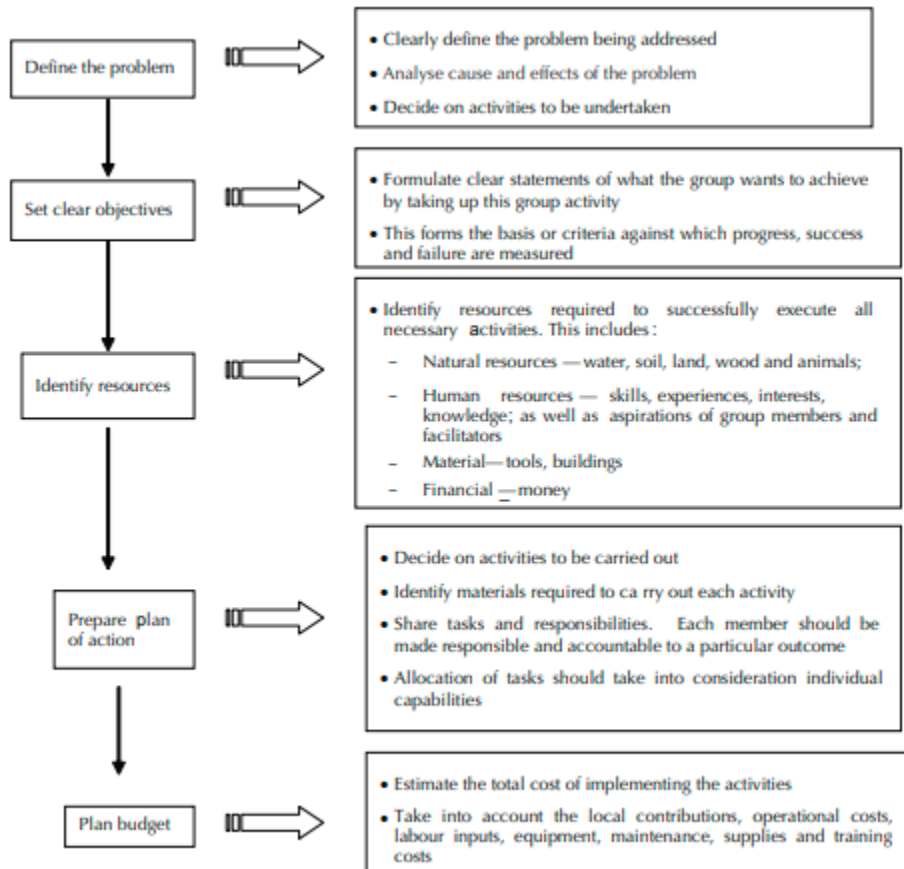 Define the problem
• Clearly define the problem being addressed
• Analyse cause and effects of the problem
• Decide on activities to be undertaken
Set clear objectives
• Formulate clear statements of what the group wants to achieve
by taking up this group activity
• This forms the basis or criteria against which progress, success
and failure are measured
Identify resources
• Identify resources required to successfully execute all
necessary activities. This includes :
– Natural resources — water, soil, land, wood and animals;
– Human resources — skills, experiences, interests,
knowledge; as well as aspirations of group members and
facilitators
– Material— tools, buildings
– Financial — money
Prepare plan
of action
• Decide on activities to be carried out
• Identify materials required to ca rry out each activity
• Share tasks and responsibilities. Each member should be
made responsible and accountable to a particular outcome
• Allocation of tasks should take into consideration individual
capabilities
Plan budget
• Estimate the total cost of implementing the activities
• Take into account the local contributions, operational costs,
labour inputs, equipment, maintenance, supplies and training
costs